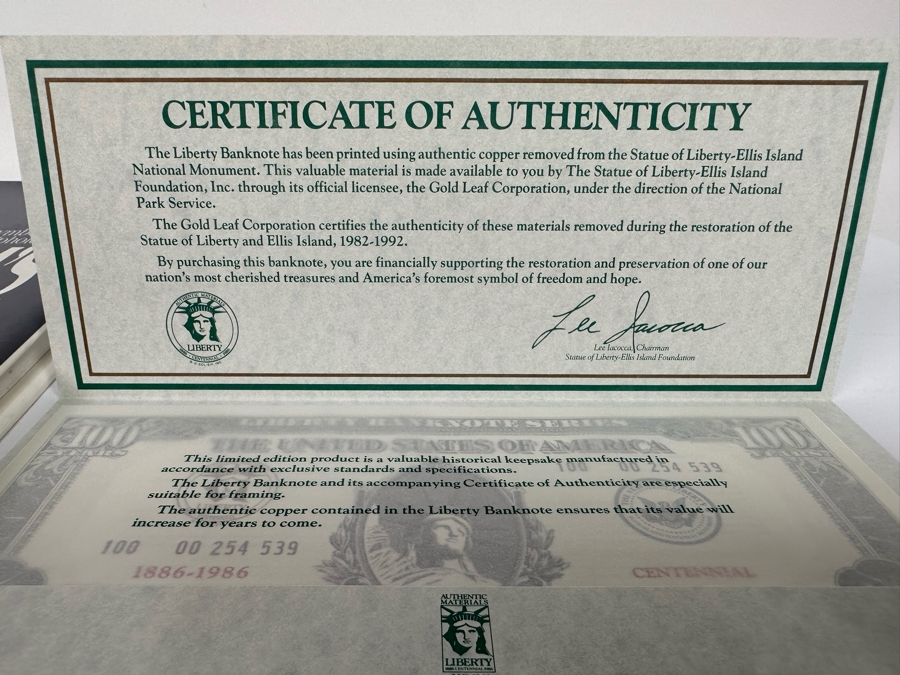 CERTIFICATE OF AUTHENTICITY
The Liberty Banknote has been printed using authentic copper removed from the Statue of Liberty-Ellis Island
National Monument. This valuable material is made available to you by The Statue of Liberty-Ellis Island
Foundation, Inc. through its official licensee, the Gold Leaf Corporation, under the direction of the National
Park Service.
The Gold Leaf Corporation certifies the authenticity of these materials removed during the restoration of the
Statue of Liberty and Ellis Island, 1982-1992.
By purchasing this banknote, you are financially supporting the restoration and preservation of one of our
nation's most cherished treasures and America's foremost symbol of freedom and hope.
AUTHENTIC MATERIALS
LIBERTY
CENTENNIAL
Lee Iacocca
Lee Iacocca, Chairman
Statue of Liberty-Ellis Island Foundation
LIBERTY BANKNOTE SERIES
100 100
YEARS YEARS
THE UNITED STATES OF AMERICA
This limited edition product is a valuable historical keepsake manufactured in
accordance with exclusive standards and specifications.
100 00 254 539
The Liberty Banknote and its accompanying Certificate of Authenticity are especially
suitable for framing.
The authentic copper contained in the Liberty Banknote ensures that its value will
increase for years to come.
100 00 254 539
1886-1986 CENTENNIAL
AUTHENTIC
MATERIALS
LIBERTY